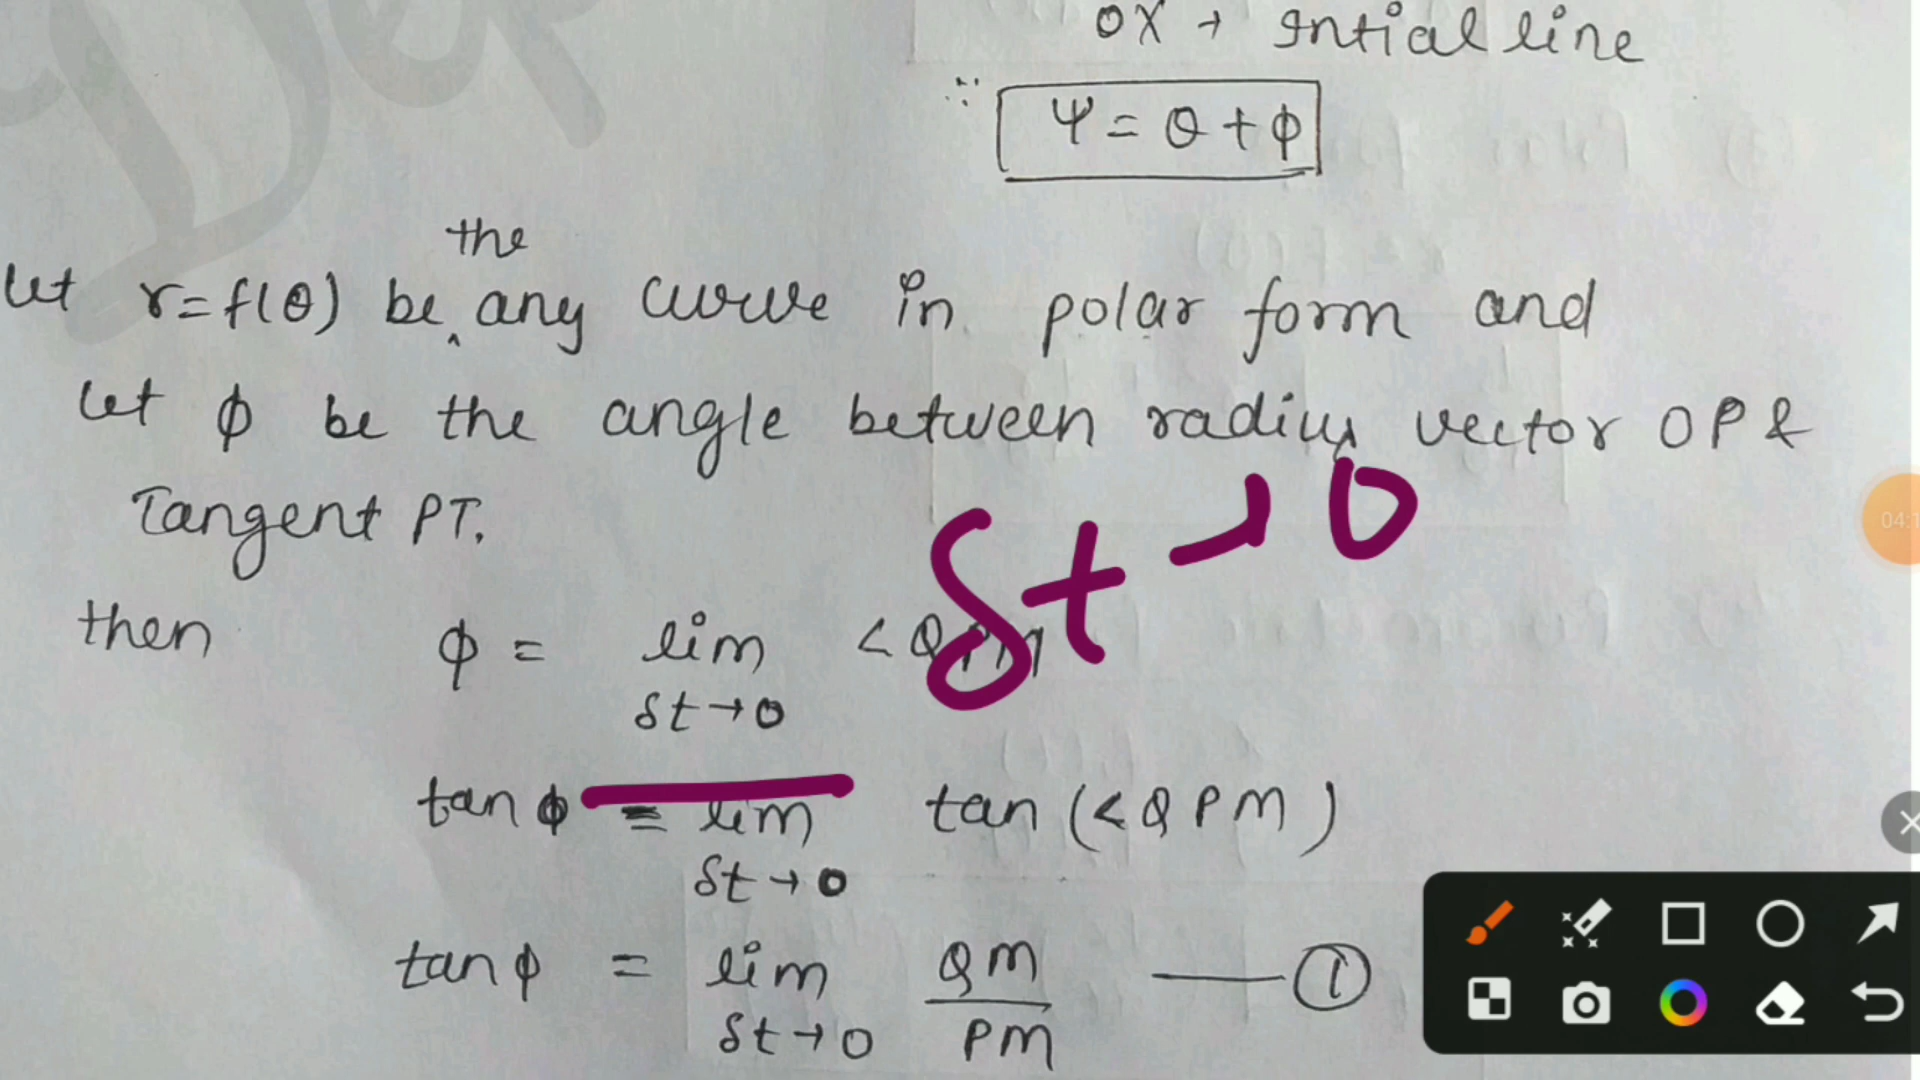 Dep
OX → Intial line
∵ ψ = θ + ϕ
the
Let r=f(θ) be ‸ any curve in polar form and
Let ϕ be the angle between radius vector OP &
Tangent PT.
δt → 0
then ϕ = lim <QPM
δt→0
tan ϕ = lim tan (<QPM)
δt→0
tan ϕ = lim QM —— ①
δt→0 PM